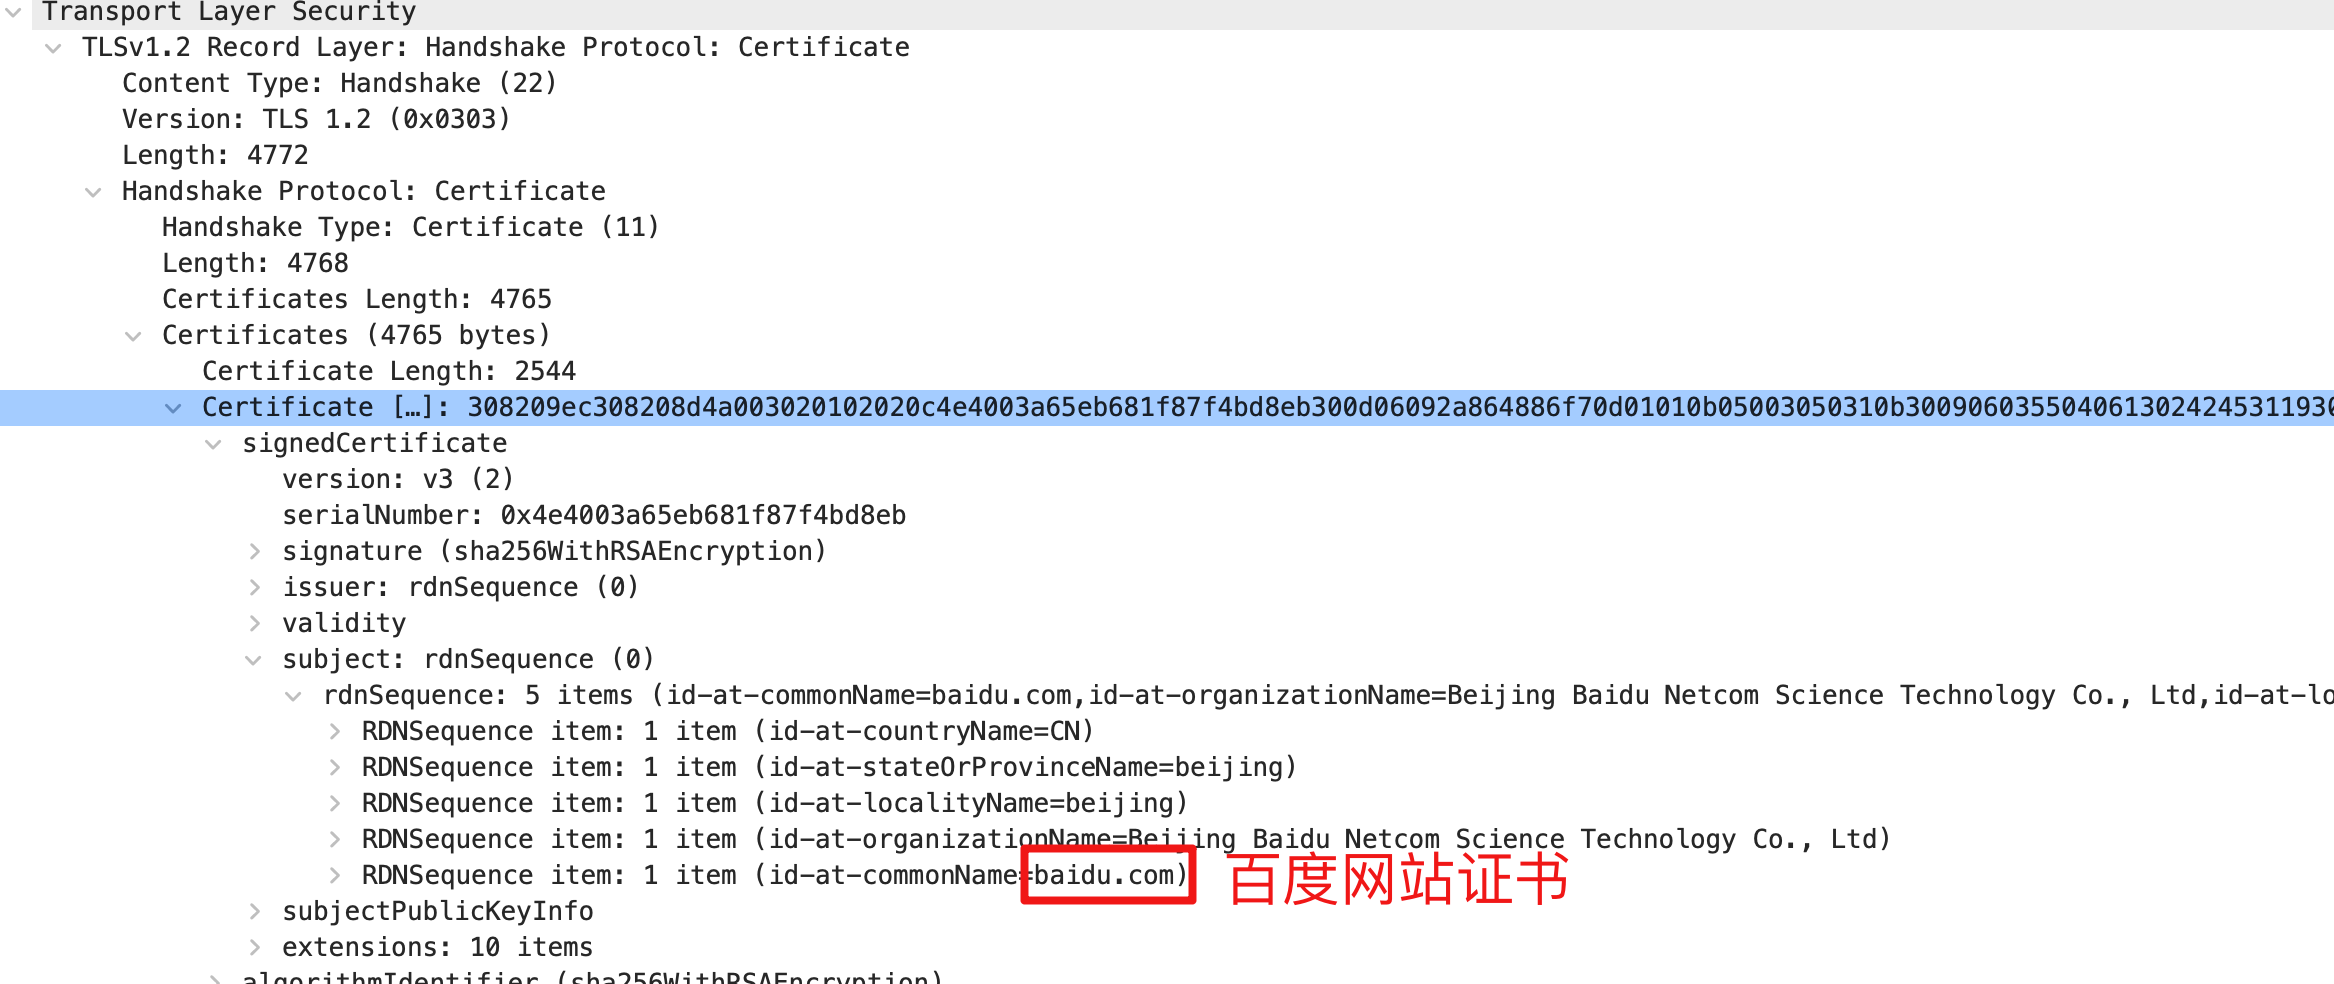 Transport Layer Security
TLSv1.2 Record Layer: Handshake Protocol: Certificate
Content Type: Handshake (22)
Version: TLS 1.2 (0x0303)
Length: 4772
Handshake Protocol: Certificate
Handshake Type: Certificate (11)
Length: 4768
Certificates Length: 4765
Certificates (4765 bytes)
Certificate Length: 2544
Certificate […]: 308209ec308208d4a003020102020c4e4003a65eb681f87f4bd8eb300d06092a864886f70d01010b05003050310b300906035504061302424531193
signedCertificate
version: v3 (2)
serialNumber: 0x4e4003a65eb681f87f4bd8eb
signature (sha256WithRSAEncryption)
issuer: rdnSequence (0)
validity
subject: rdnSequence (0)
rdnSequence: 5 items (id-at-commonName=baidu.com,id-at-organizationName=Beijing Baidu Netcom Science Technology Co., Ltd,id-at-lo
RDNSequence item: 1 item (id-at-countryName=CN)
RDNSequence item: 1 item (id-at-stateOrProvinceName=beijing)
RDNSequence item: 1 item (id-at-localityName=beijing)
RDNSequence item: 1 item (id-at-organizationName=Beijing Baidu Netcom Science Technology Co., Ltd)
RDNSequence item: 1 item (id-at-commonName=baidu.com) 百度网站证书
subjectPublicKeyInfo
extensions: 10 items
algorithmIdentifier (sha256WithRSAEncryption)